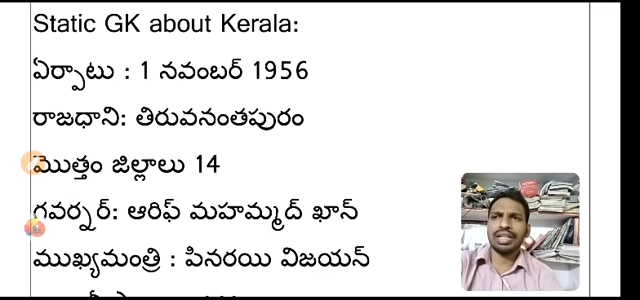 Static GK about Kerala:
ఏర్పాటు : 1 నవంబర్ 1956
రాజధాని: తిరువనంతపురం
మొత్తం జిల్లాలు 14
గవర్నర్: ఆరిఫ్ మహమ్మద్ ఖాన్
ముఖ్యమంత్రి : పినరయి విజయన్